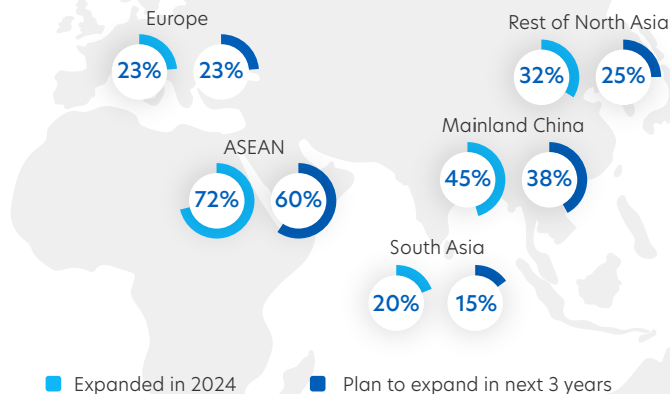 Europe
23% 23%
Rest of North Asia
32% 25%
Mainland China
45% 38%
ASEAN
72% 60%
South Asia
20% 15%
Expanded in 2024 Plan to expand in next 3 years